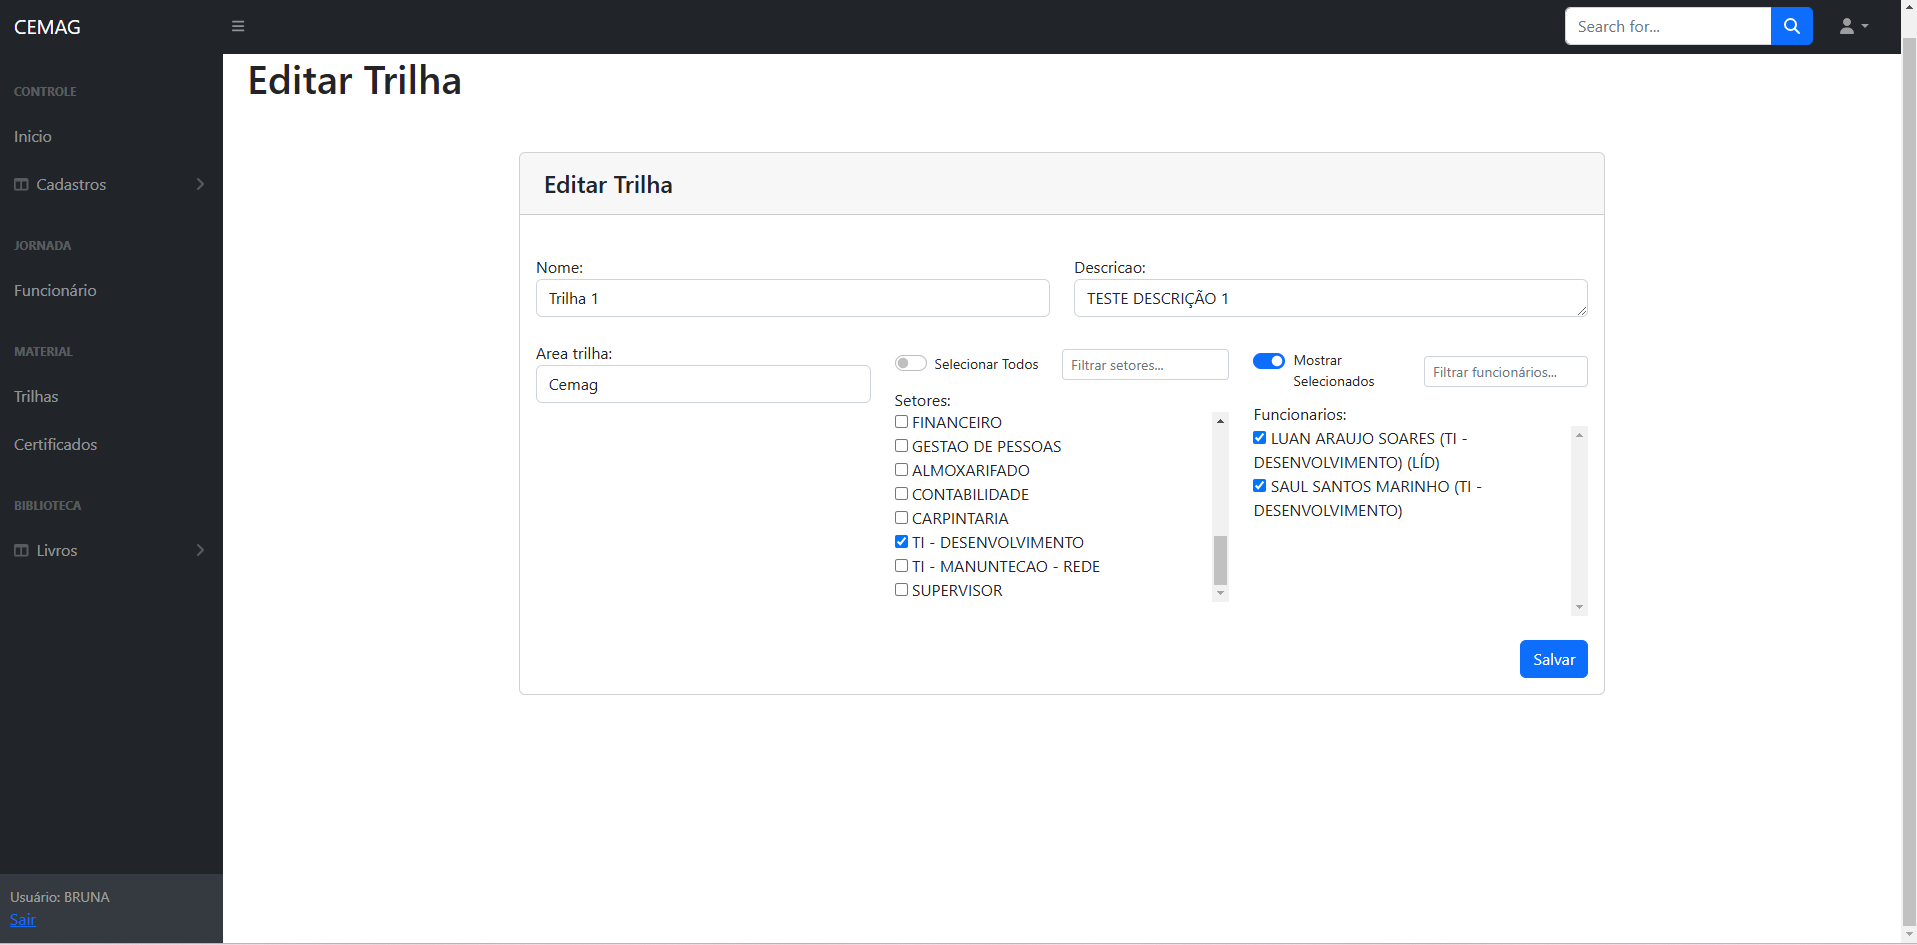 CEMAG
Search for...
CONTROLE
Inicio
Cadastros
JORNADA
Funcionário
MATERIAL
Trilhas
Certificados
BIBLIOTECA
Livros
Usuário: BRUNA
Sair
Editar Trilha
Editar Trilha
Nome:
Trilha 1
Descricao:
TESTE DESCRIÇÃO 1
Area trilha:
Cemag
Selecionar Todos
Filtrar setores...
Setores:
FINANCEIRO
GESTAO DE PESSOAS
ALMOXARIFADO
CONTABILIDADE
CARPINTARIA
TI - DESENVOLVIMENTO
TI - MANUNTECAO - REDE
SUPERVISOR
Mostrar
Selecionados
Filtrar funcionários...
Funcionarios:
LUAN ARAUJO SOARES (TI -
DESENVOLVIMENTO) (LÍD)
SAUL SANTOS MARINHO (TI -
DESENVOLVIMENTO)
Salvar